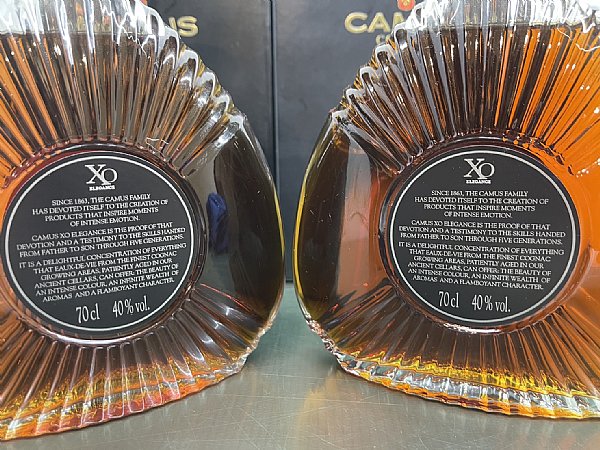 CAMUS
CAMUS
XO
ELEGANCE
SINCE 1863, THE CAMUS FAMILY
HAS DEVOTED ITSELF TO THE CREATION OF
PRODUCTS THAT INSPIRE MOMENTS
OF INTENSE EMOTION.
CAMUS XO ELEGANCE IS THE PROOF OF THAT
DEVOTION AND A TESTIMONY TO THE SKILLS HANDED
FROM FATHER TO SON THROUGH FIVE GENERATIONS.
IT IS A DELIGHTFUL CONCENTRATION OF EVERYTHING
THAT EAUX-DE-VIE FROM THE FINEST COGNAC
GROWING AREAS, PATIENTLY AGED IN OUR
ANCIENT CELLARS, CAN OFFER: THE BEAUTY OF
AN INTENSE COLOUR, AN INFINITE WEALTH OF
AROMAS AND A FLAMBOYANT CHARACTER.
70cl 40% vol.
XO
ELEGANCE
SINCE 1863, THE CAMUS FAMILY
HAS DEVOTED ITSELF TO THE CREATION OF
PRODUCTS THAT INSPIRE MOMENTS
OF INTENSE EMOTION.
CAMUS XO ELEGANCE IS THE PROOF OF THAT
DEVOTION AND A TESTIMONY TO THE SKILLS HANDED
FROM FATHER TO SON THROUGH FIVE GENERATIONS.
IT IS A DELIGHTFUL CONCENTRATION OF EVERYTHING
THAT EAUX-DE-VIE FROM THE FINEST COGNAC
GROWING AREAS, PATIENTLY AGED IN OUR
ANCIENT CELLARS, CAN OFFER: THE BEAUTY OF
AN INTENSE COLOUR, AN INFINITE WEALTH OF
AROMAS AND A FLAMBOYANT CHARACTER.
70cl 40% vol.